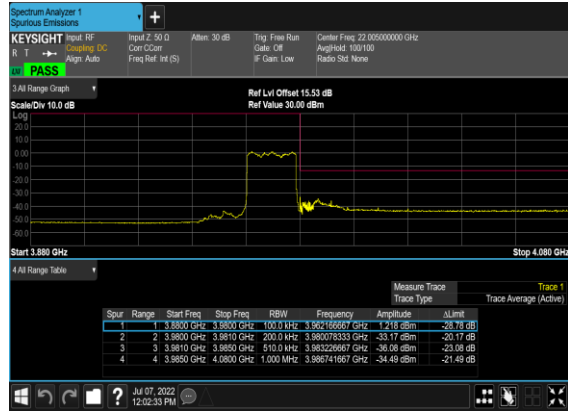 Spectrum Analyzer 1
Spurious Emissions
+
KEYSIGHT Input: RF Input Z: 50 Ω Atten: 30 dB Trig: Free Run Center Freq: 22.005000000 GHz
R T Coupling: DC Corr CCorr Gate: Off Avg|Hold: 100/100
Align: Auto Freq Ref: Int (S) IF Gain: Low Radio Std: None
PASS
3 All Range Graph
Ref Lvl Offset 15.53 dB
Scale/Div 10.0 dB Ref Value 30.00 dBm
Log
20.0
10.0
0.00
-10.0
-20.0
-30.0
-40.0
-50.0
-60.0
Start 3.880 GHz Stop 4.080 GHz
4 All Range Table
Measure Trace Trace 1
Trace Type Trace Average (Active)
Spur Range Start Freq Stop Freq RBW Frequency Amplitude ΔLimit
1 1 3.8800 GHz 3.9800 GHz 100.0 kHz 3.962166667 GHz 1.218 dBm -28.78 dB
2 2 3.9800 GHz 3.9810 GHz 200.0 kHz 3.980078333 GHz -33.17 dBm -20.17 dB
3 3 3.9810 GHz 3.9850 GHz 510.0 kHz 3.983226667 GHz -36.08 dBm -23.08 dB
4 4 3.9850 GHz 4.0800 GHz 1.000 MHz 3.986741667 GHz -34.49 dBm -21.49 dB
? Jul 07, 2022
12:02:33 PM